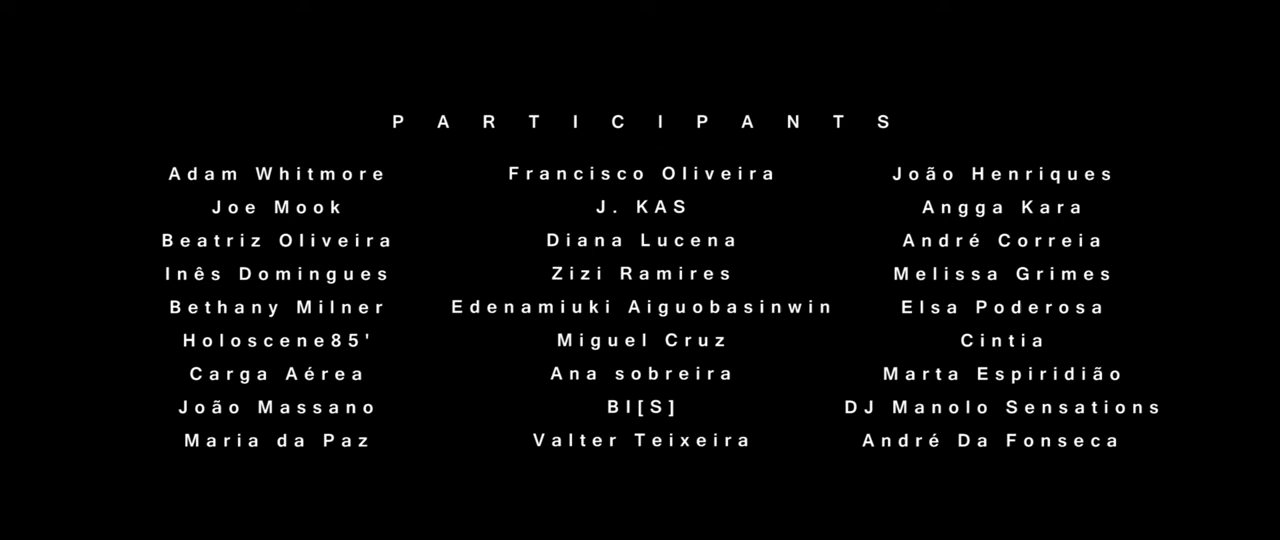 PARTICIPANTS
Adam Whitmore
Joe Mook
Beatriz Oliveira
Inês Domingues
Bethany Milner
Holoscene85'
Carga Aérea
João Massano
Maria da Paz
Francisco Oliveira
J. KAS
Diana Lucena
Zizi Ramires
Edenamiuki Aiguobasinwin
Miguel Cruz
Ana sobreira
BI[S]
Valter Teixeira
João Henriques
Angga Kara
André Correia
Melissa Grimes
Elsa Poderosa
Cintia
Marta Espiridião
DJ Manolo Sensations
André Da Fonseca